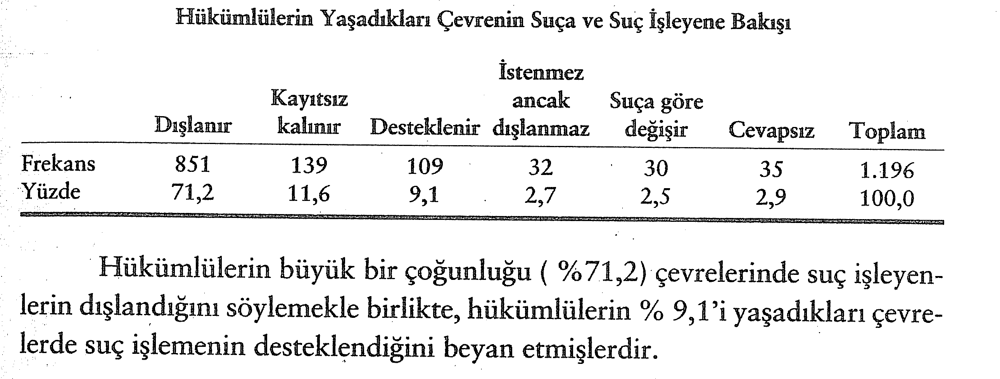 Hükümlülerin Yaşadıkları Çevrenin Suça ve Suç İşleyene Bakışı
İstenmez
Kayıtsız ancak Suça göre
Dışlanır kalınır Desteklenir dışlanmaz değişir Cevapsız Toplam
Frekans 851 139 109 32 30 35 1.196
Yüzde 71,2 11,6 9,1 2,7 2,5 2,9 100,0
Hükümlülerin büyük bir çoğunluğu ( %71,2) çevrelerinde suç işleyen-
lerin dışlandığını söylemekle birlikte, hükümlülerin % 9,1'i yaşadıkları çevre-
lerde suç işlemenin desteklendiğini beyan etmişlerdir.